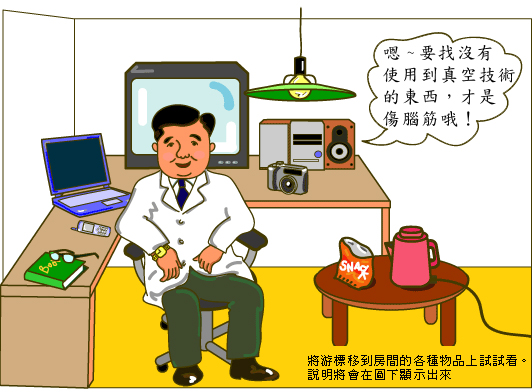 嗯~要找沒有
使用到真空技術
的東西，才是
傷腦筋哦！
SNACK
將游標移到房間的各種物品上試試看。
說明將會在圖下顯示出來